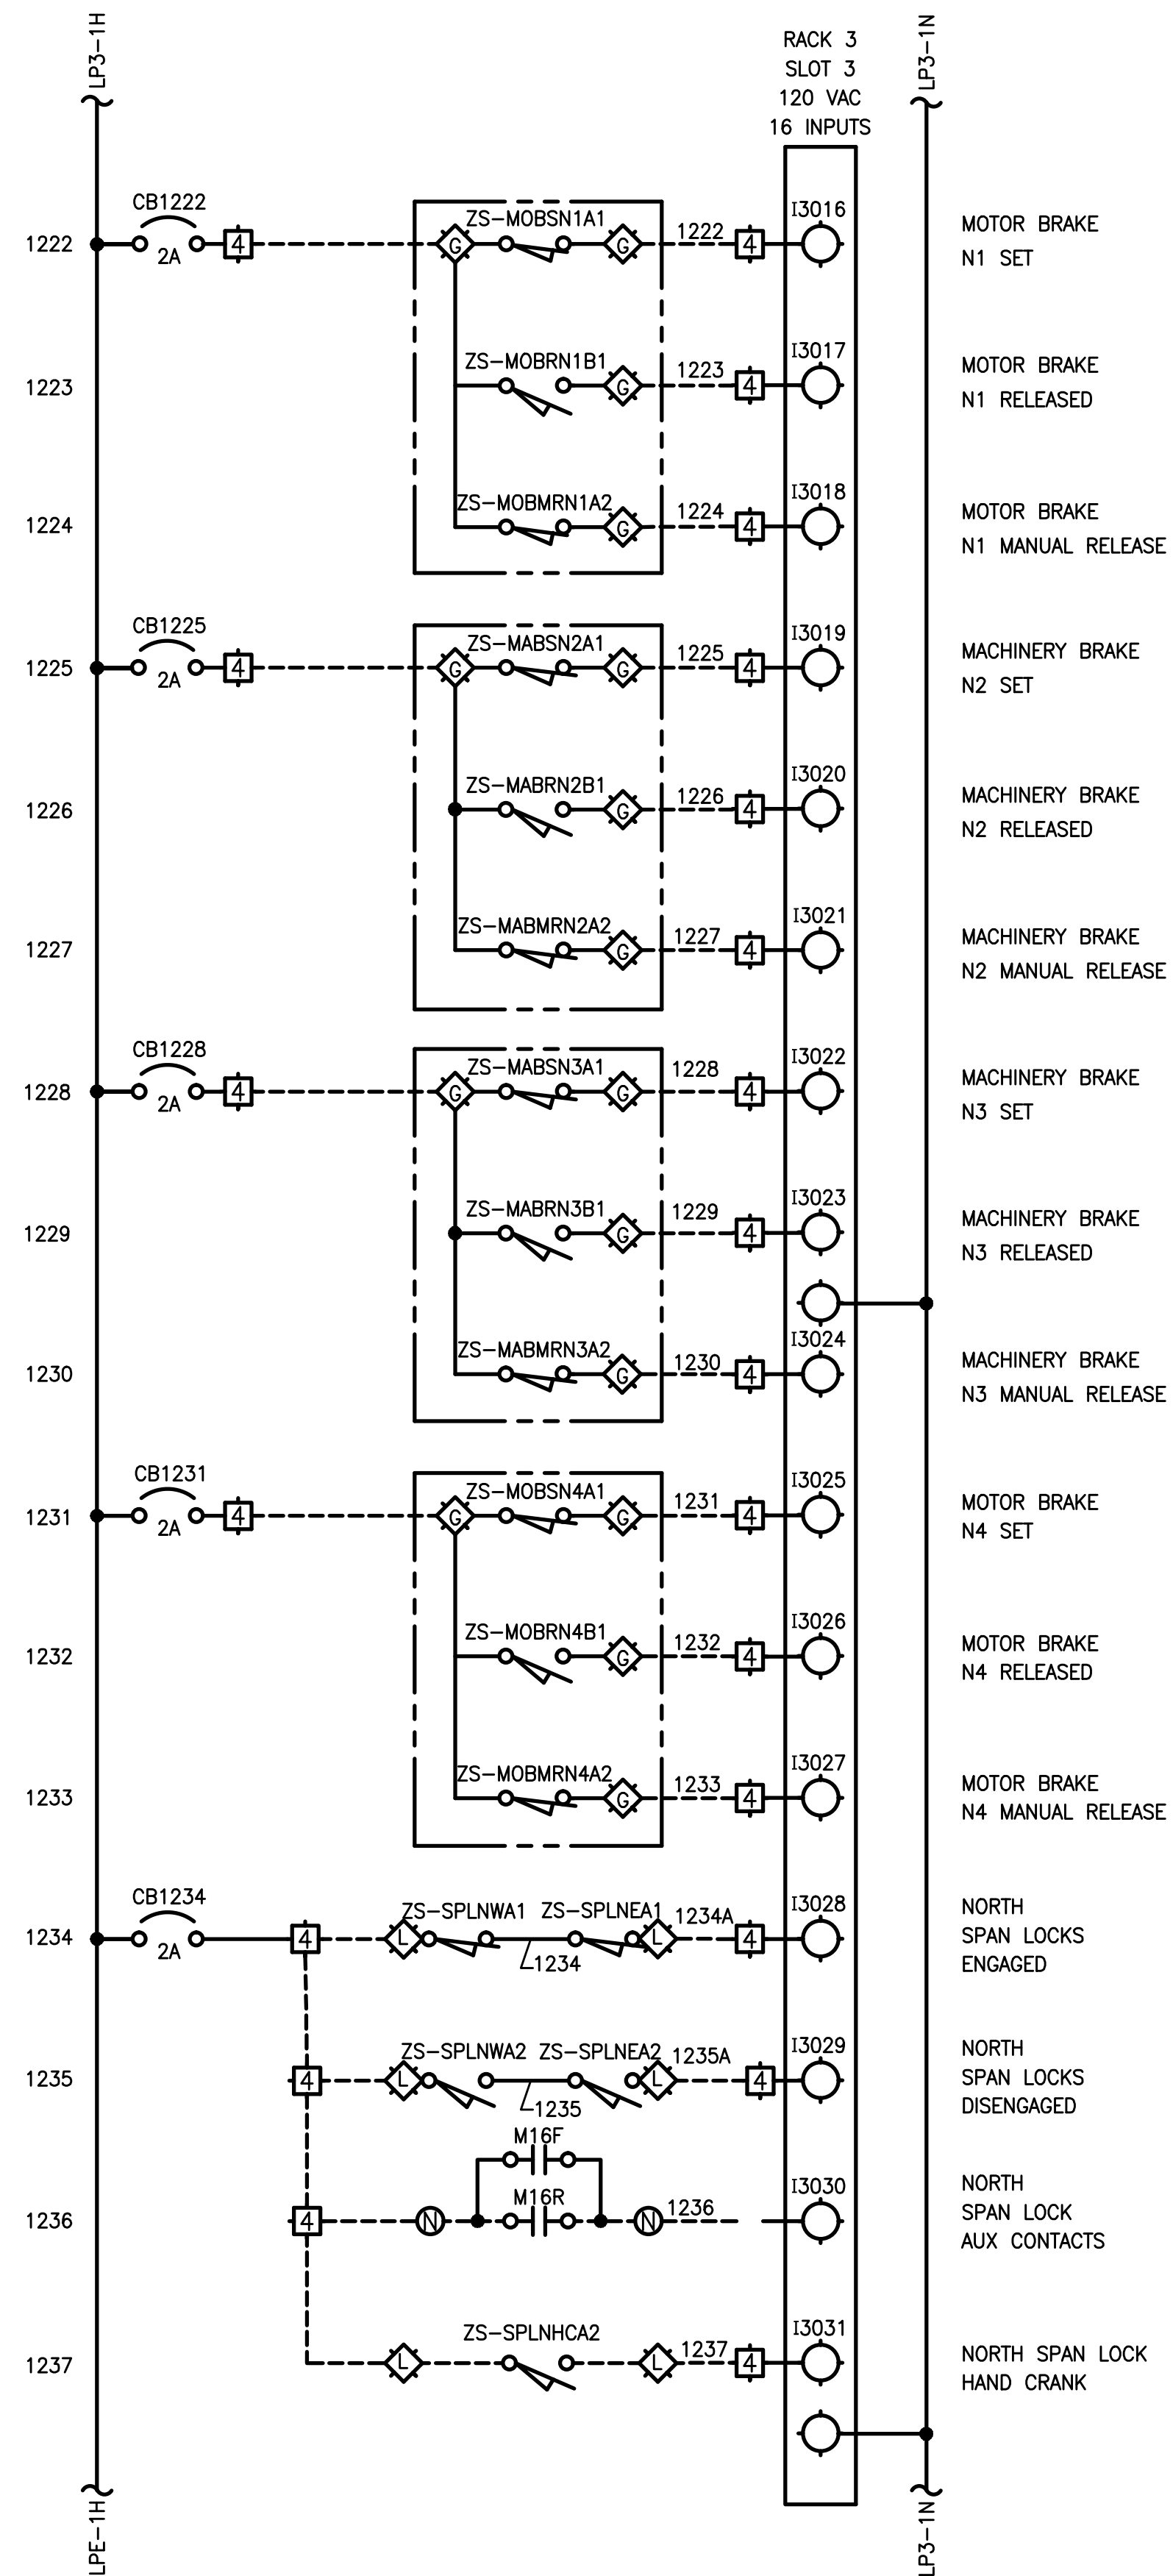 LP3-1H
LP3-1N
RACK 3
SLOT 3
120 VAC
16 INPUTS
1222
CB1222
2A
4
G
ZS-MOBSN1A1
G
1222
4
I3016
MOTOR BRAKE
N1 SET
1223
ZS-MOBRN1B1
G
1223
4
I3017
MOTOR BRAKE
N1 RELEASED
1224
ZS-MOBMRN1A2
G
1224
4
I3018
MOTOR BRAKE
N1 MANUAL RELEASE
1225
CB1225
2A
4
G
ZS-MABSN2A1
G
1225
4
I3019
MACHINERY BRAKE
N2 SET
1226
ZS-MABRN2B1
G
1226
4
I3020
MACHINERY BRAKE
N2 RELEASED
1227
ZS-MABMRN2A2
G
1227
4
I3021
MACHINERY BRAKE
N2 MANUAL RELEASE
1228
CB1228
2A
4
G
ZS-MABSN3A1
G
1228
4
I3022
MACHINERY BRAKE
N3 SET
1229
ZS-MABRN3B1
G
1229
4
I3023
MACHINERY BRAKE
N3 RELEASED
1230
ZS-MABMRN3A2
G
1230
4
I3024
MACHINERY BRAKE
N3 MANUAL RELEASE
1231
CB1231
2A
4
G
ZS-MOBSN4A1
G
1231
4
I3025
MOTOR BRAKE
N4 SET
1232
ZS-MOBRN4B1
G
1232
4
I3026
MOTOR BRAKE
N4 RELEASED
1233
ZS-MOBMRN4A2
G
1233
4
I3027
MOTOR BRAKE
N4 MANUAL RELEASE
1234
CB1234
2A
4
L
ZS-SPLNWA1
1234
ZS-SPLNEA1
L
1234A
4
I3028
NORTH
SPAN LOCKS
ENGAGED
1235
4
L
ZS-SPLNWA2
1235
ZS-SPLNEA2
L
1235A
4
I3029
NORTH
SPAN LOCKS
DISENGAGED
1236
4
N
M16F
M16R
N
1236
I3030
NORTH
SPAN LOCK
AUX CONTACTS
1237
L
ZS-SPLNHCA2
L
1237
4
I3031
NORTH SPAN LOCK
HAND CRANK
LPE-1H
LP3-1N